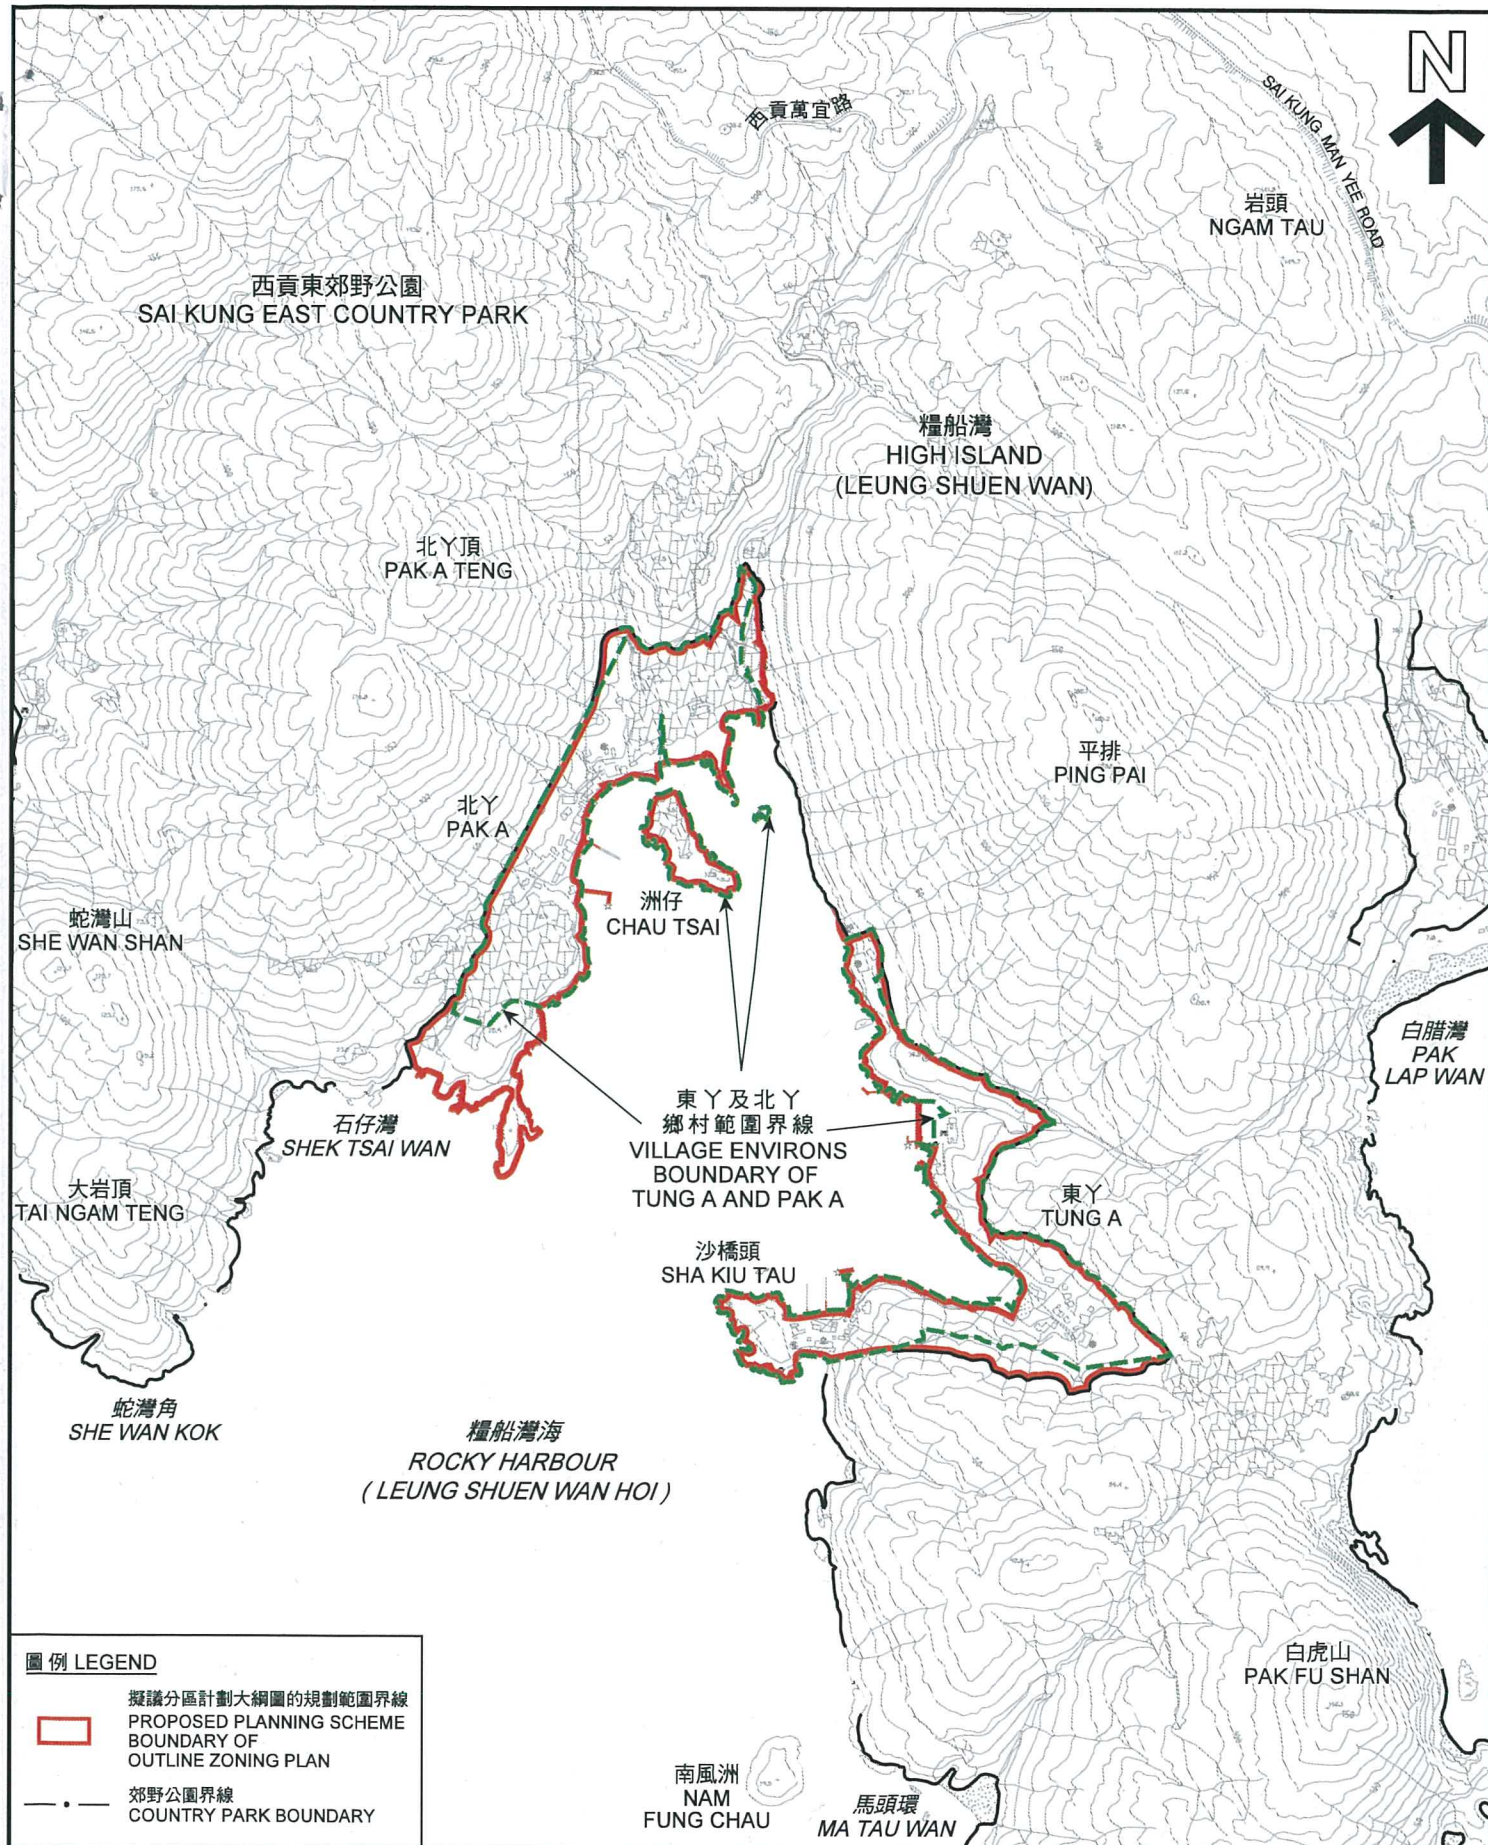 N
西貢萬宜路
SAI KUNG MAN YEE ROAD
岩頭
NGAM TAU
西貢東郊野公園
SAI KUNG EAST COUNTRY PARK
糧船灣
HIGH ISLAND
(LEUNG SHUEN WAN)
北丫頂
PAK A TENG
平排
PING PAI
北丫
PAK A
洲仔
CHAU TSAI
蛇灣山
SHE WAN SHAN
白腊灣
PAK
LAP WAN
石仔灣
SHEK TSAI WAN
東丫及北丫
鄉村範圍界線
VILLAGE ENVIRONS
BOUNDARY OF
TUNG A AND PAK A
大岩頂
TAI NGAM TENG
東丫
TUNG A
沙橋頭
SHA KIU TAU
蛇灣角
SHE WAN KOK
糧船灣海
ROCKY HARBOUR
( LEUNG SHUEN WAN HOI )
白虎山
PAK FU SHAN
南風洲
NAM
FUNG CHAU
馬頭環
MA TAU WAN
圖例 LEGEND
擬議分區計劃大綱圖的規劃範圍界線
PROPOSED PLANNING SCHEME
BOUNDARY OF
OUTLINE ZONING PLAN
郊野公園界線
COUNTRY PARK BOUNDARY